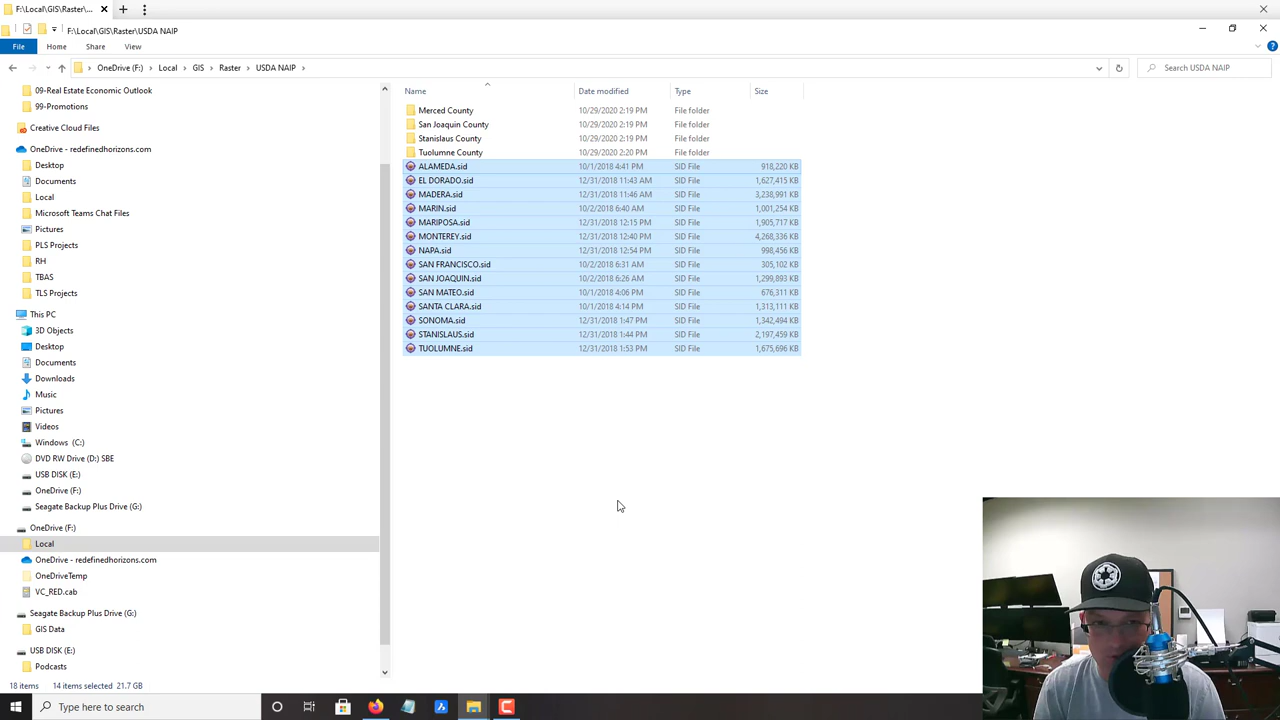 F:\Local\GIS\Raster\USDA NAIP
F:\Local\GIS\Raster\...
File Home Share View
OneDrive (F:) Local GIS Raster USDA NAIP
Search USDA NAIP
Name Date modified Type Size
09-Real Estate Economic Outlook
99-Promotions
Creative Cloud Files
OneDrive - redefinedhorizons.com
Desktop
Documents
Local
Microsoft Teams Chat Files
Pictures
PLS Projects
RH
TBAS
TLS Projects
This PC
3D Objects
Desktop
Documents
Downloads
Music
Pictures
Videos
Windows (C:)
DVD RW Drive (D:) SBE
USB DISK (E:)
OneDrive (F:)
Seagate Backup Plus Drive (G:)
OneDrive (F:)
Local
OneDrive - redefinedhorizons.com
OneDriveTemp
VC_RED.cab
Seagate Backup Plus Drive (G:)
GIS Data
USB DISK (E:)
Podcasts
Merced County 10/29/2020 2:19 PM File folder
San Joaquin County 10/29/2020 2:19 PM File folder
Stanislaus County 10/29/2020 2:19 PM File folder
Tuolumne County 10/29/2020 2:20 PM File folder
ALAMEDA.sid 10/1/2018 4:41 PM SID File 918,220 KB
EL DORADO.sid 12/31/2018 11:43 AM SID File 1,627,415 KB
MADERA.sid 12/31/2018 11:46 AM SID File 3,238,991 KB
MARIN.sid 10/2/2018 6:40 AM SID File 1,001,254 KB
MARIPOSA.sid 12/31/2018 12:15 PM SID File 1,905,717 KB
MONTEREY.sid 12/31/2018 12:40 PM SID File 4,268,336 KB
NAPA.sid 12/31/2018 12:54 PM SID File 998,456 KB
SAN FRANCISCO.sid 10/2/2018 6:31 AM SID File 305,102 KB
SAN JOAQUIN.sid 10/2/2018 6:26 AM SID File 1,299,893 KB
SAN MATEO.sid 10/1/2018 4:06 PM SID File 676,311 KB
SANTA CLARA.sid 10/1/2018 4:14 PM SID File 1,313,111 KB
SONOMA.sid 12/31/2018 1:47 PM SID File 1,342,494 KB
STANISLAUS.sid 12/31/2018 1:44 PM SID File 2,197,459 KB
TUOLUMNE.sid 12/31/2018 1:53 PM SID File 1,675,696 KB
18 items 14 items selected 21.7 GB
Type here to search